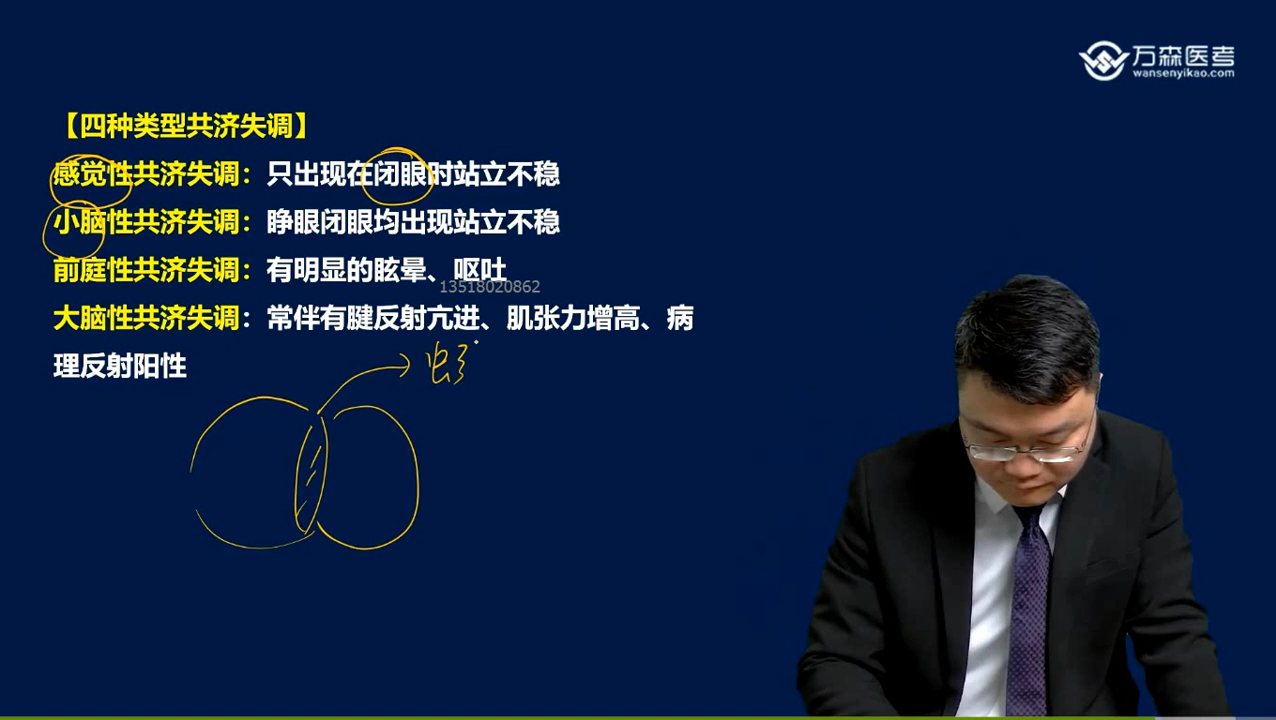 万森医考
wansenyikao.com
【四种类型共济失调】
感觉性共济失调：只出现在闭眼时站立不稳
小脑性共济失调：睁眼闭眼均出现站立不稳
前庭性共济失调：有明显的眩晕、呕吐
13518020862
大脑性共济失调：常伴有腱反射亢进、肌张力增高、病
理反射阳性